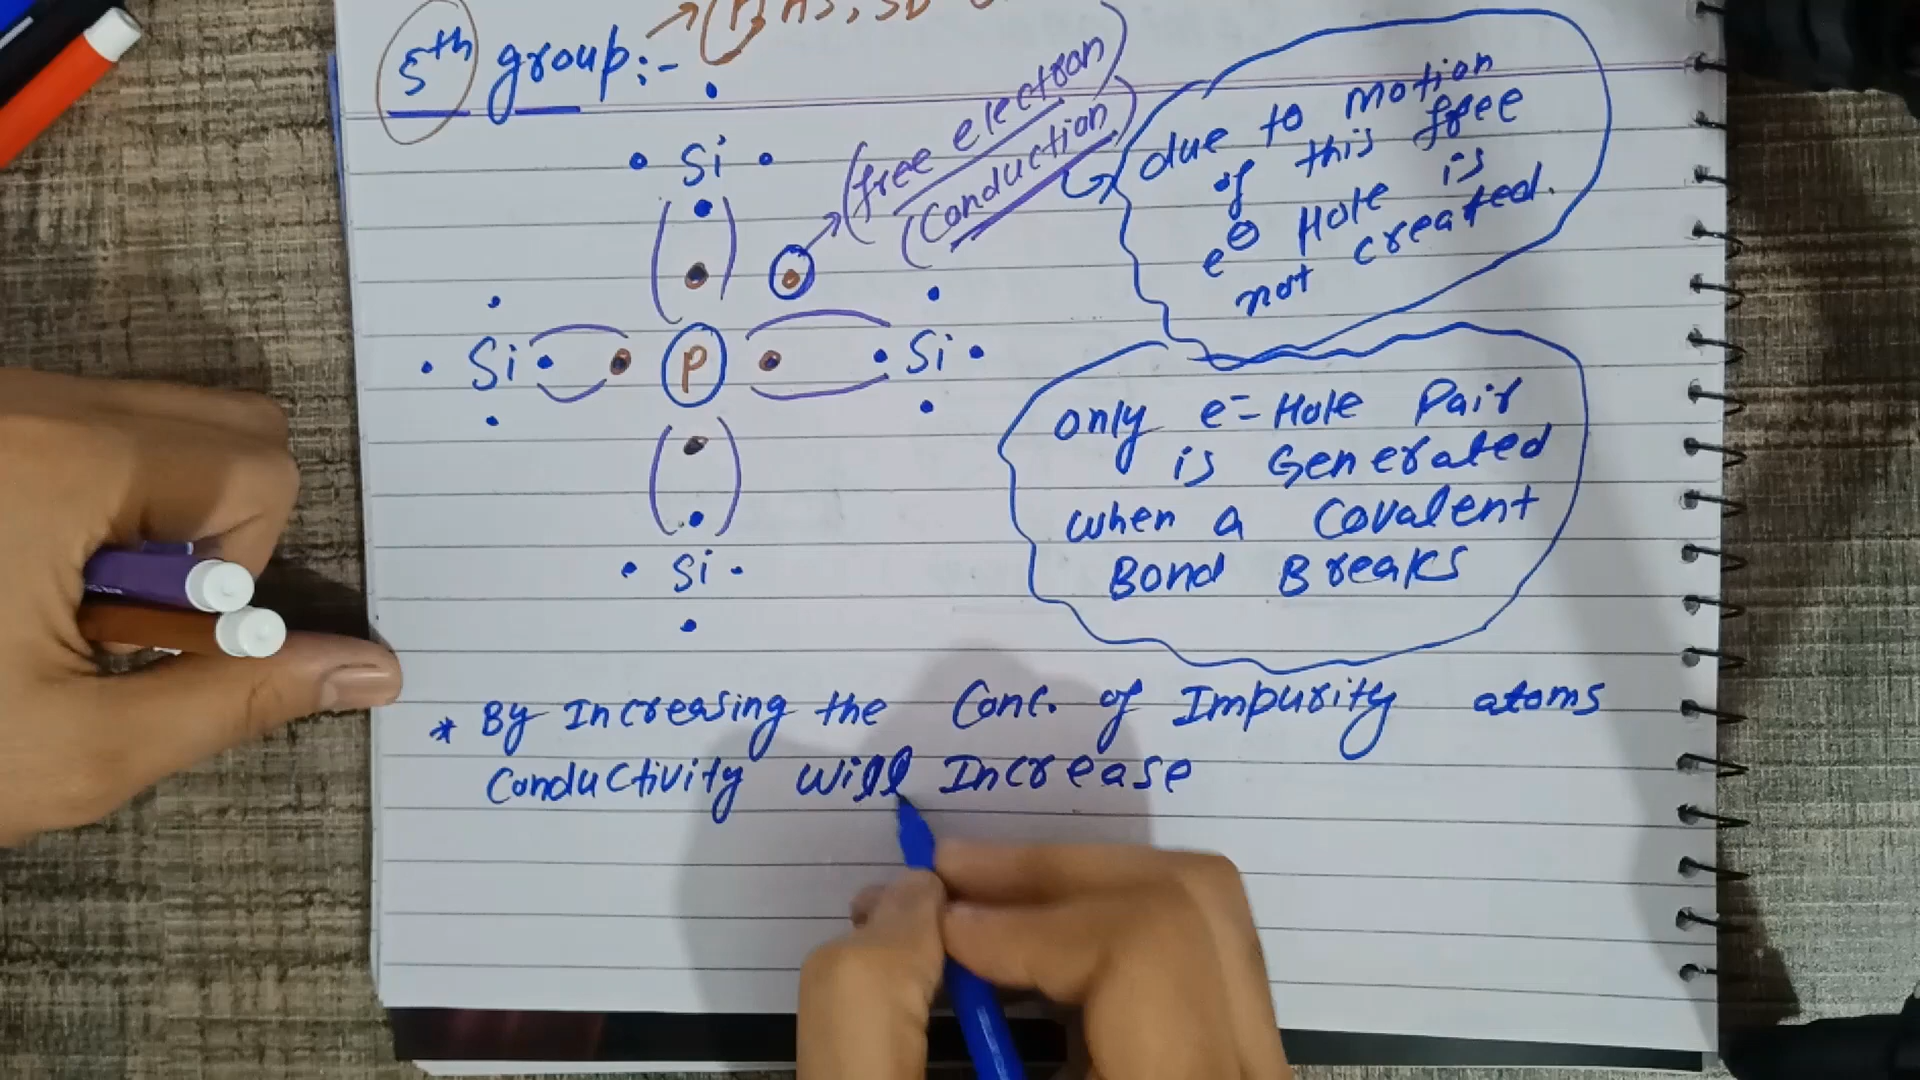 5th group:- → (P, As, Sb
(free electron)
(Conduction)
due to motion
of this free
e⊖ Hole is
not created.
Si
Si P Si
Si
only e- Hole Pair
is Generated
when a Covalent
Bond Breaks
* By Increasing the Conc. of Impurity atoms
Conductivity will Increase